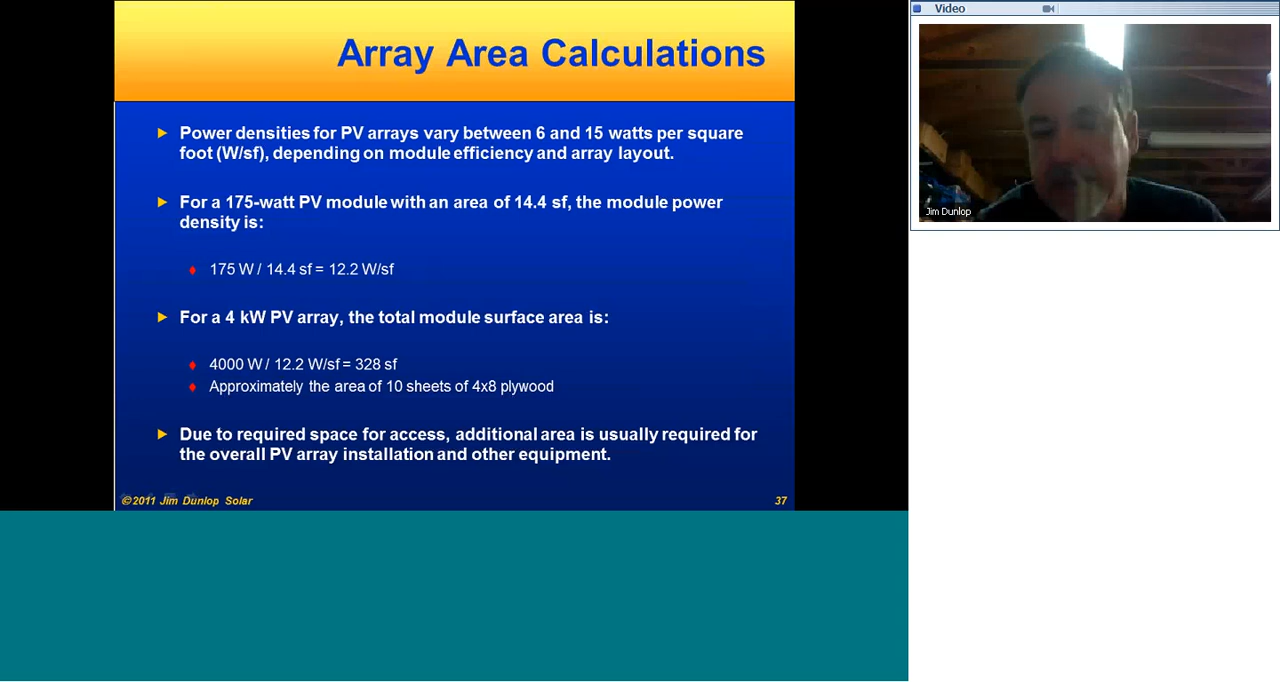 Array Area Calculations
Power densities for PV arrays vary between 6 and 15 watts per square
foot (W/sf), depending on module efficiency and array layout.
For a 175-watt PV module with an area of 14.4 sf, the module power
density is:
175 W / 14.4 sf = 12.2 W/sf
For a 4 kW PV array, the total module surface area is:
4000 W / 12.2 W/sf = 328 sf
Approximately the area of 10 sheets of 4x8 plywood
Due to required space for access, additional area is usually required for
the overall PV array installation and other equipment.
©2011 Jim Dunlop Solar
37
Video
Jim Dunlop